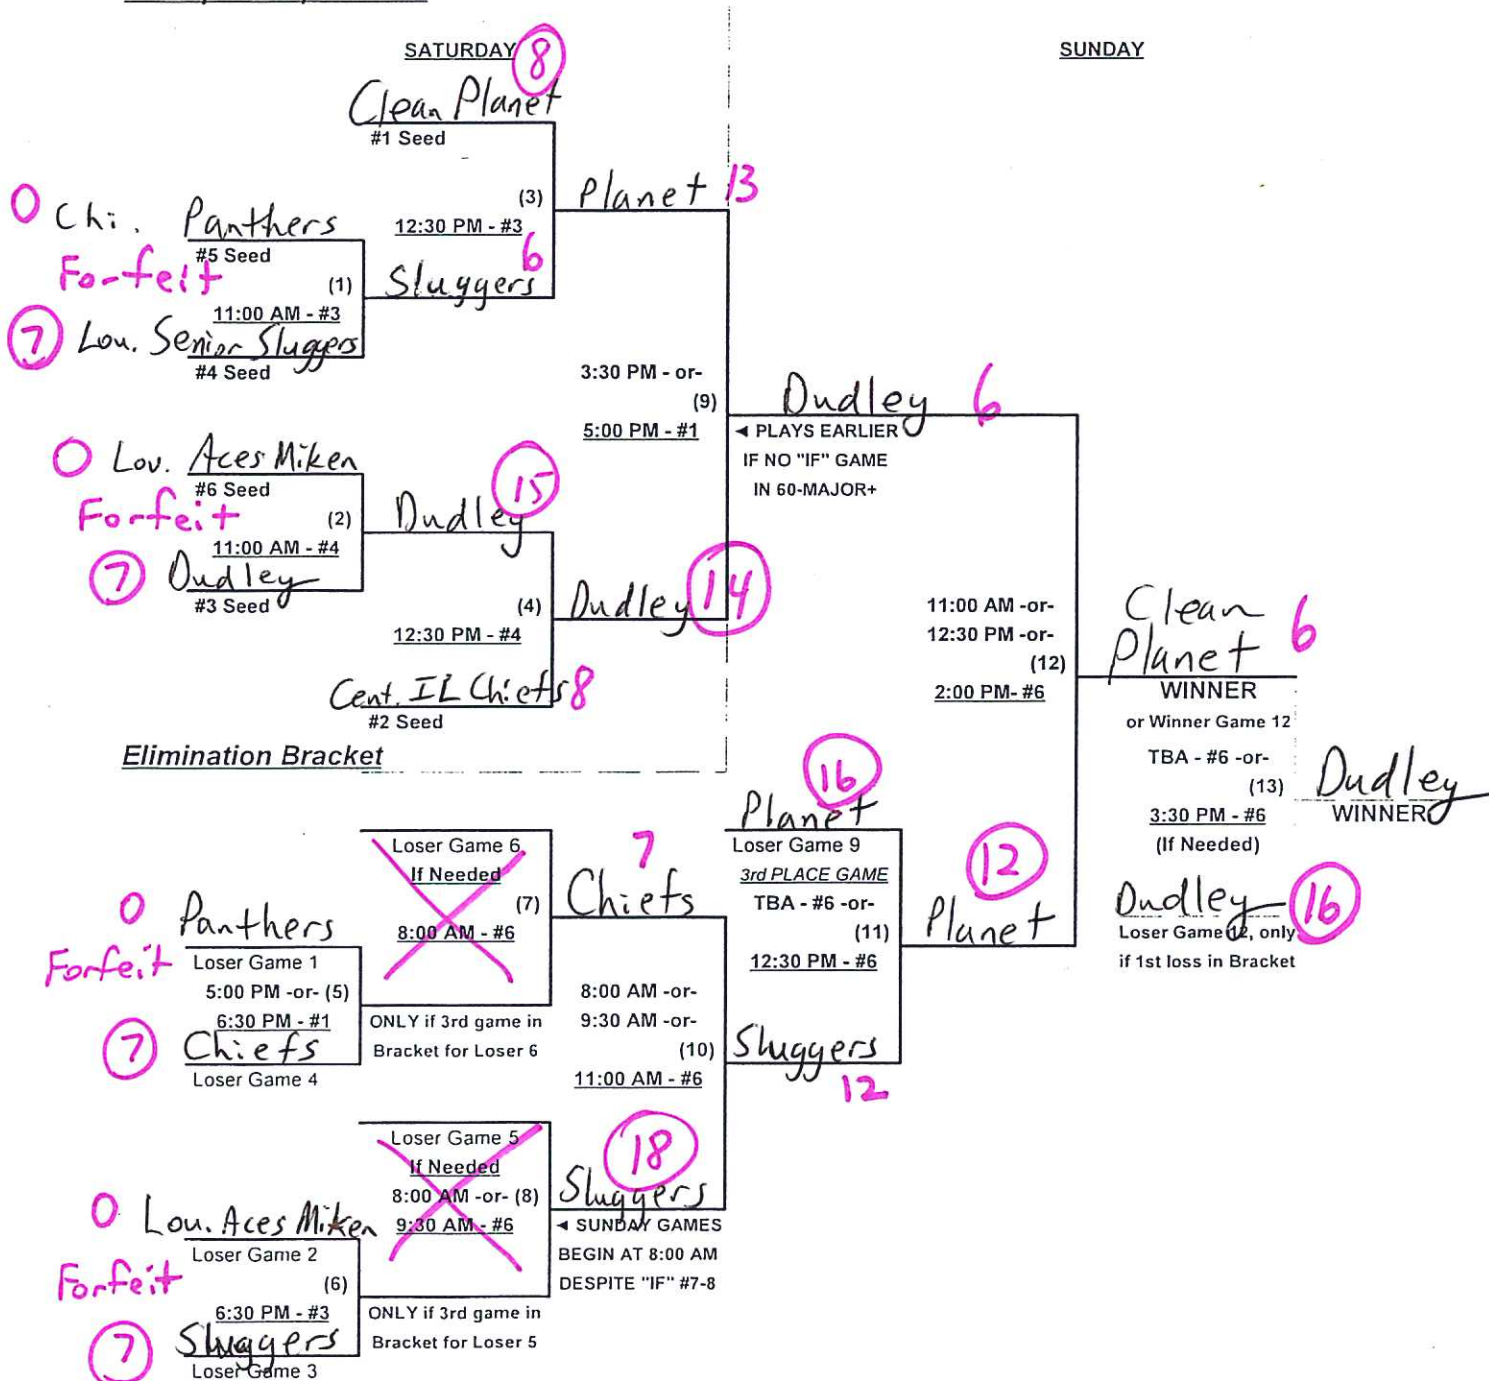 SATURDAY 8
SUNDAY
Clean Planet
#1 Seed
(3)
Planet 13
12:30 PM - #3
0 Chi. Panthers
#5 Seed
Forfeit
(1)
Sluggers 6
11:00 AM - #3
7 Lou. Senior Sluggers
#4 Seed
3:30 PM - or-
(9)
5:00 PM - #1
Dudley 6
◄ PLAYS EARLIER
IF NO "IF" GAME
IN 60-MAJOR+
0 Lou. Aces Miken
#6 Seed
Forfeit
(2)
Dudley 15
11:00 AM - #4
7 Dudley
#3 Seed
(4)
Dudley 14
12:30 PM - #4
Cent. IL Chiefs 8
#2 Seed
11:00 AM -or-
12:30 PM -or-
(12)
2:00 PM- #6
Clean
Planet 6
WINNER
or Winner Game 12
TBA - #6 -or-
(13)
3:30 PM - #6
(If Needed)
Dudley
WINNER
Dudley 16
Loser Game 12, only
if 1st loss in Bracket
Elimination Bracket
16
Planet
Loser Game 9
3rd PLACE GAME
TBA - #6 -or-
(11)
12:30 PM - #6
12
Planet
Loser Game 6
If Needed
(7)
8:00 AM - #6
7
Chiefs
0 Panthers
Forfeit
Loser Game 1
5:00 PM -or- (5)
6:30 PM - #1
7 Chiefs
Loser Game 4
ONLY if 3rd game in
Bracket for Loser 6
8:00 AM -or-
9:30 AM -or-
(10)
11:00 AM - #6
Sluggers
12
Loser Game 5
If Needed
8:00 AM -or- (8)
9:30 AM - #6
18
Sluggers
◄ SUNDAY GAMES
BEGIN AT 8:00 AM
DESPITE "IF" #7-8
0 Lou. Aces Miken
Loser Game 2
Forfeit
(6)
6:30 PM - #3
7 Sluggers
Loser Game 3
ONLY if 3rd game in
Bracket for Loser 5